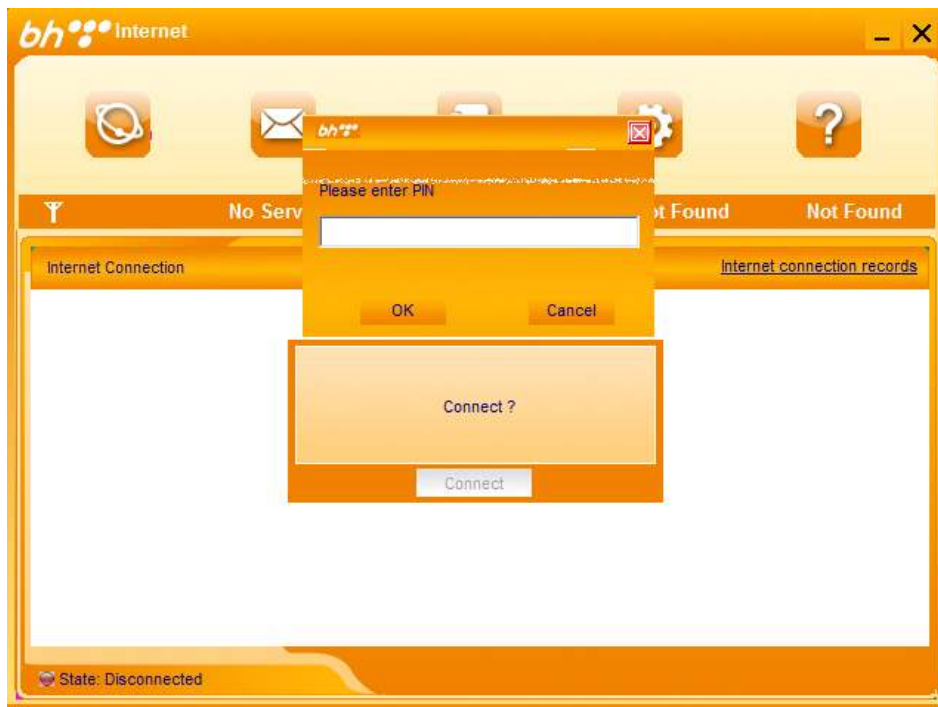 bh Internet
?
bh
Please enter PIN
No Serv
ot Found
Not Found
Internet Connection
Internet connection records
OK
Cancel
Connect ?
Connect
State: Disconnected